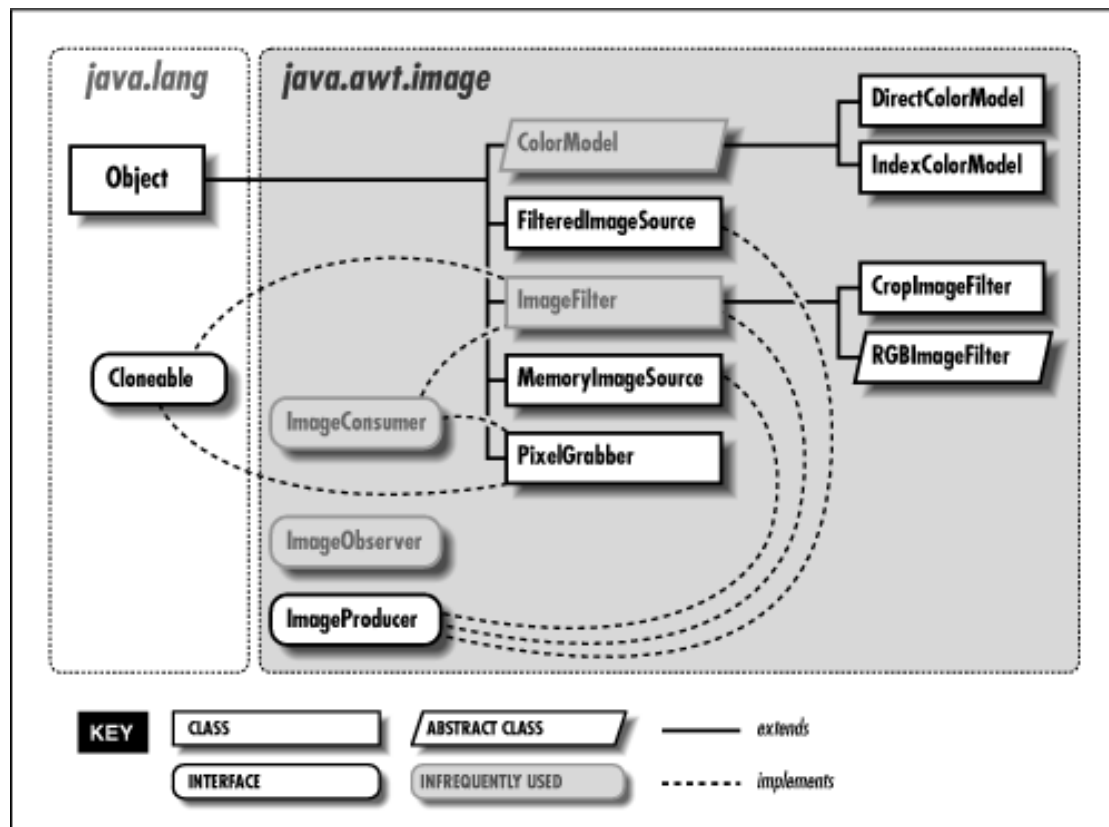 java.lang
java.awt.image
Object
Cloneable
ColorModel
DirectColorModel
IndexColorModel
FilteredImageSource
ImageFilter
CropImageFilter
RGBImageFilter
MemoryImageSource
ImageConsumer
PixelGrabber
ImageObserver
ImageProducer
KEY
CLASS
ABSTRACT CLASS
extends
INTERFACE
INFREQUENTLY USED
implements